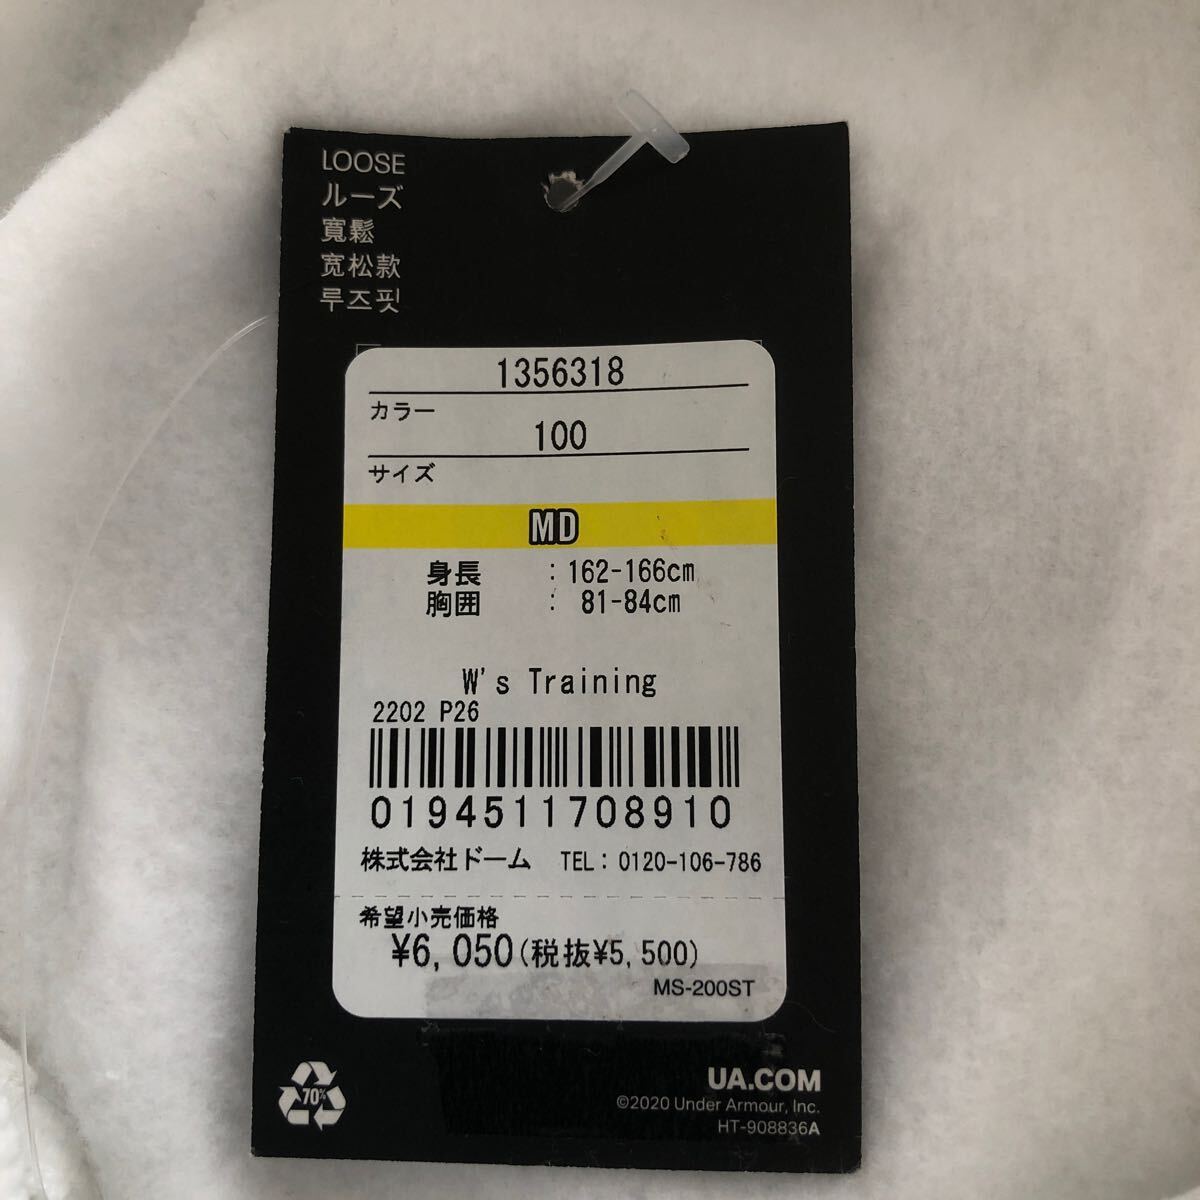 LOOSE
ルーズ
寬鬆
宽松款
루즈핏
1356318
カラー
100
サイズ
MD
身長 : 162-166cm
胸囲 : 81-84cm
W's Training
2202 P26
0194511708910
株式会社ドーム TEL: 0120-106-786
希望小売価格
¥6,050(税抜¥5,500)
MS-200ST
70%
UA.COM
©2020 Under Armour, Inc.
HT-908836A